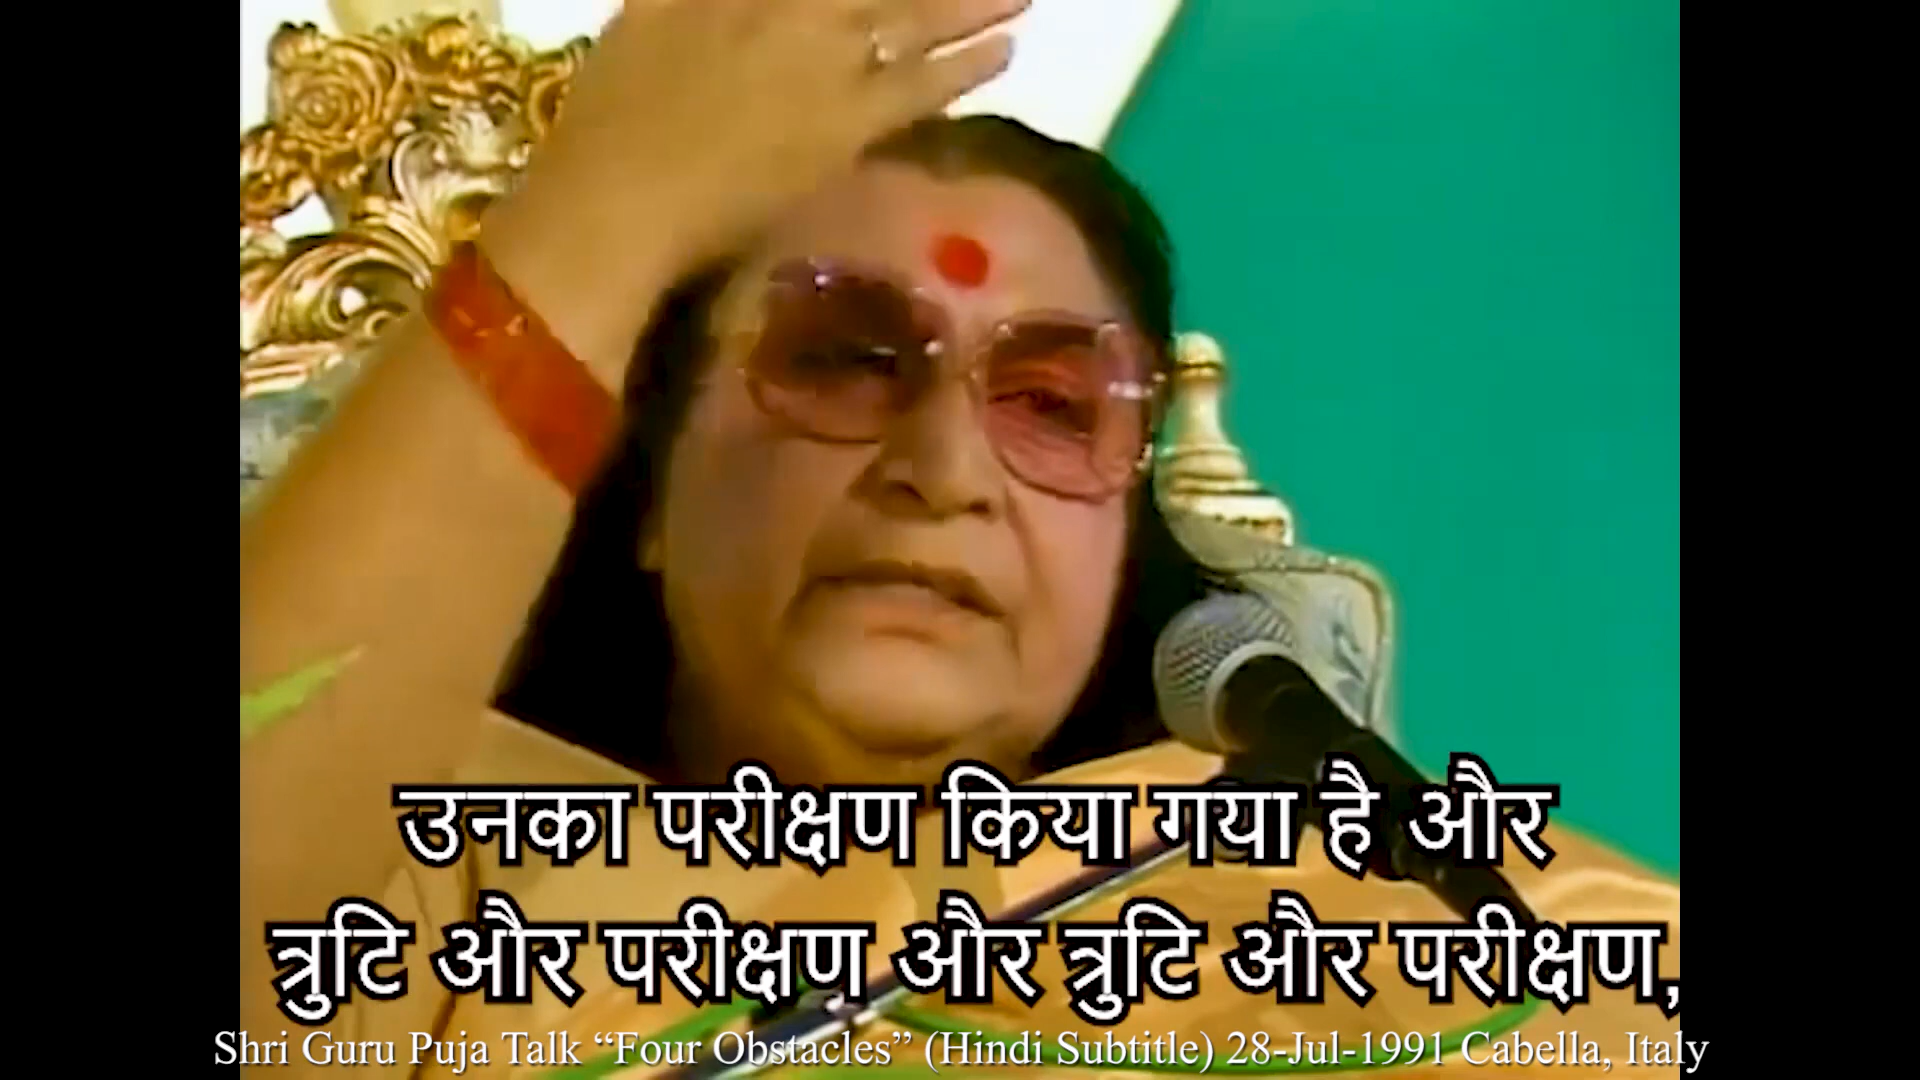 उनका परीक्षण किया गया है और
त्रुटि और परीक्षण और त्रुटि और परीक्षण,
Shri Guru Puja Talk “Four Obstacles” (Hindi Subtitle) 28-Jul-1991 Cabella, Italy